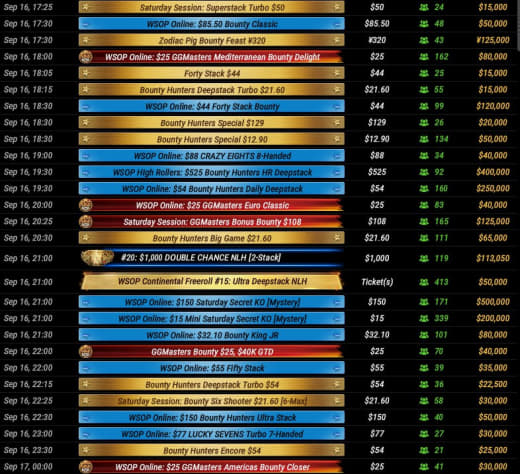 Sep 16, 17:25 Saturday Session: Superstack Turbo $50 $50 24 $15,000
Sep 16, 17:30 WSOP Online: $85.50 Bounty Classic $85.50 48 $50,000
Sep 16, 17:30 Zodiac Pig Bounty Feast ¥320 ¥320 43 ¥125,000
Sep 16, 18:00 WSOP Online: $25 GGMasters Mediterranean Bounty Delight $25 162 $80,000
Sep 16, 18:05 Forty Stack $44 $44 25 $15,000
Sep 16, 18:15 Bounty Hunters Deepstack Turbo $21.60 $21.60 55 $15,000
Sep 16, 18:30 WSOP Online: $44 Forty Stack Bounty $44 99 $120,000
Sep 16, 18:30 Bounty Hunters Special $129 $129 26 $20,000
Sep 16, 18:30 Bounty Hunters Special $12.90 $12.90 134 $50,000
Sep 16, 19:00 WSOP Online: $88 CRAZY EIGHTS 8-Handed $88 34 $40,000
Sep 16, 19:30 WSOP High Rollers: $525 Bounty Hunters HR Deepstack $525 92 $400,000
Sep 16, 19:30 WSOP Online: $54 Bounty Hunters Daily Deepstack $54 160 $250,000
Sep 16, 20:00 WSOP Online: $25 GGMasters Euro Classic $25 83 $40,000
Sep 16, 20:25 Saturday Session: GGMasters Bonus Bounty $108 $108 165 $125,000
Sep 16, 20:30 Bounty Hunters Big Game $21.60 $21.60 111 $65,000
Sep 16, 21:00 #20: $1,000 DOUBLE CHANCE NLH [2-Stack] $1,000 119 $113,050
Sep 16, 21:00 WSOP Continental Freeroll #15: Ultra Deepstack NLH Ticket(s) 413 $50,000
Sep 16, 21:00 WSOP Online: $150 Saturday Secret KO [Mystery] $150 171 $500,000
Sep 16, 21:00 WSOP Online: $15 Mini Saturday Secret KO [Mystery] $15 339 $200,000
Sep 16, 21:30 WSOP Online: $32.10 Bounty King JR $32.10 101 $80,000
Sep 16, 22:00 GGMasters Bounty $25, $40K GTD $25 70 $40,000
Sep 16, 22:00 WSOP Online: $55 Fifty Stack $55 39 $35,000
Sep 16, 22:15 Bounty Hunters Deepstack Turbo $54 $54 36 $22,500
Sep 16, 22:25 Saturday Session: Bounty Six Shooter $21.60 [6-Max] $21.60 58 $30,000
Sep 16, 22:30 WSOP Online: $150 Bounty Hunters Ultra Stack $150 40 $50,000
Sep 16, 23:00 WSOP Online: $77 LUCKY SEVENS Turbo 7-Handed $77 27 $30,000
Sep 16, 23:30 Bounty Hunters Encore $54 $54 21 $25,000
Sep 17, 00:00 WSOP Online: $25 GGMasters Americas Bounty Closer $25 41 $30,000